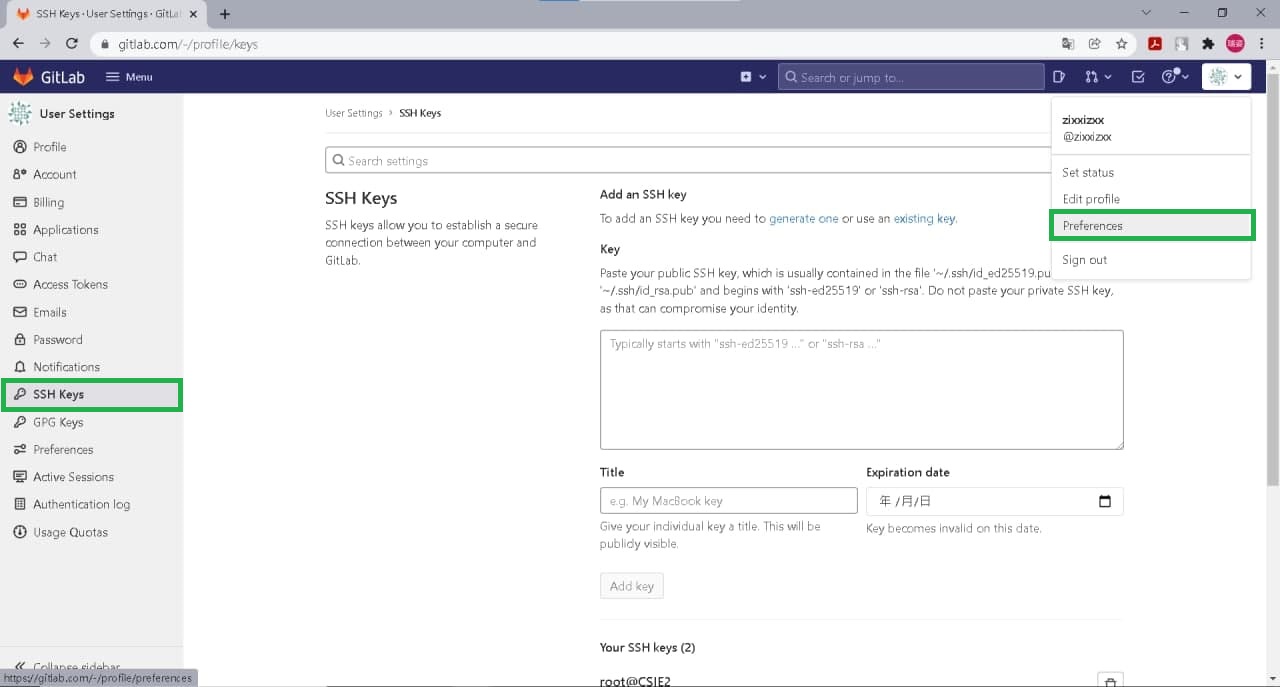 SSH Keys · User Settings · GitLa
gitlab.com/-/profile/keys
GitLab
Menu
Search or jump to...
User Settings
Profile
Account
Billing
Applications
Chat
Access Tokens
Emails
Password
Notifications
SSH Keys
GPG Keys
Preferences
Active Sessions
Authentication log
Usage Quotas
Collapse sidebar
https://gitlab.com/-/profile/preferences
User Settings > SSH Keys
Search settings
SSH Keys
SSH keys allow you to establish a secure
connection between your computer and
GitLab.
Add an SSH key
To add an SSH key you need to generate one or use an existing key.
Key
Paste your public SSH key, which is usually contained in the file '~/.ssh/id_ed25519.pu
'~/.ssh/id_rsa.pub' and begins with 'ssh-ed25519' or 'ssh-rsa'. Do not paste your private SSH key,
as that can compromise your identity.
Typically starts with "ssh-ed25519 ..." or "ssh-rsa ..."
Title
e.g. My MacBook key
Give your individual key a title. This will be
publicly visible.
Expiration date
年 /月/日
Key becomes invalid on this date.
Add key
Your SSH keys (2)
root@CSIE2
zixxizxx
@zixxizxx
Set status
Edit profile
Preferences
Sign out